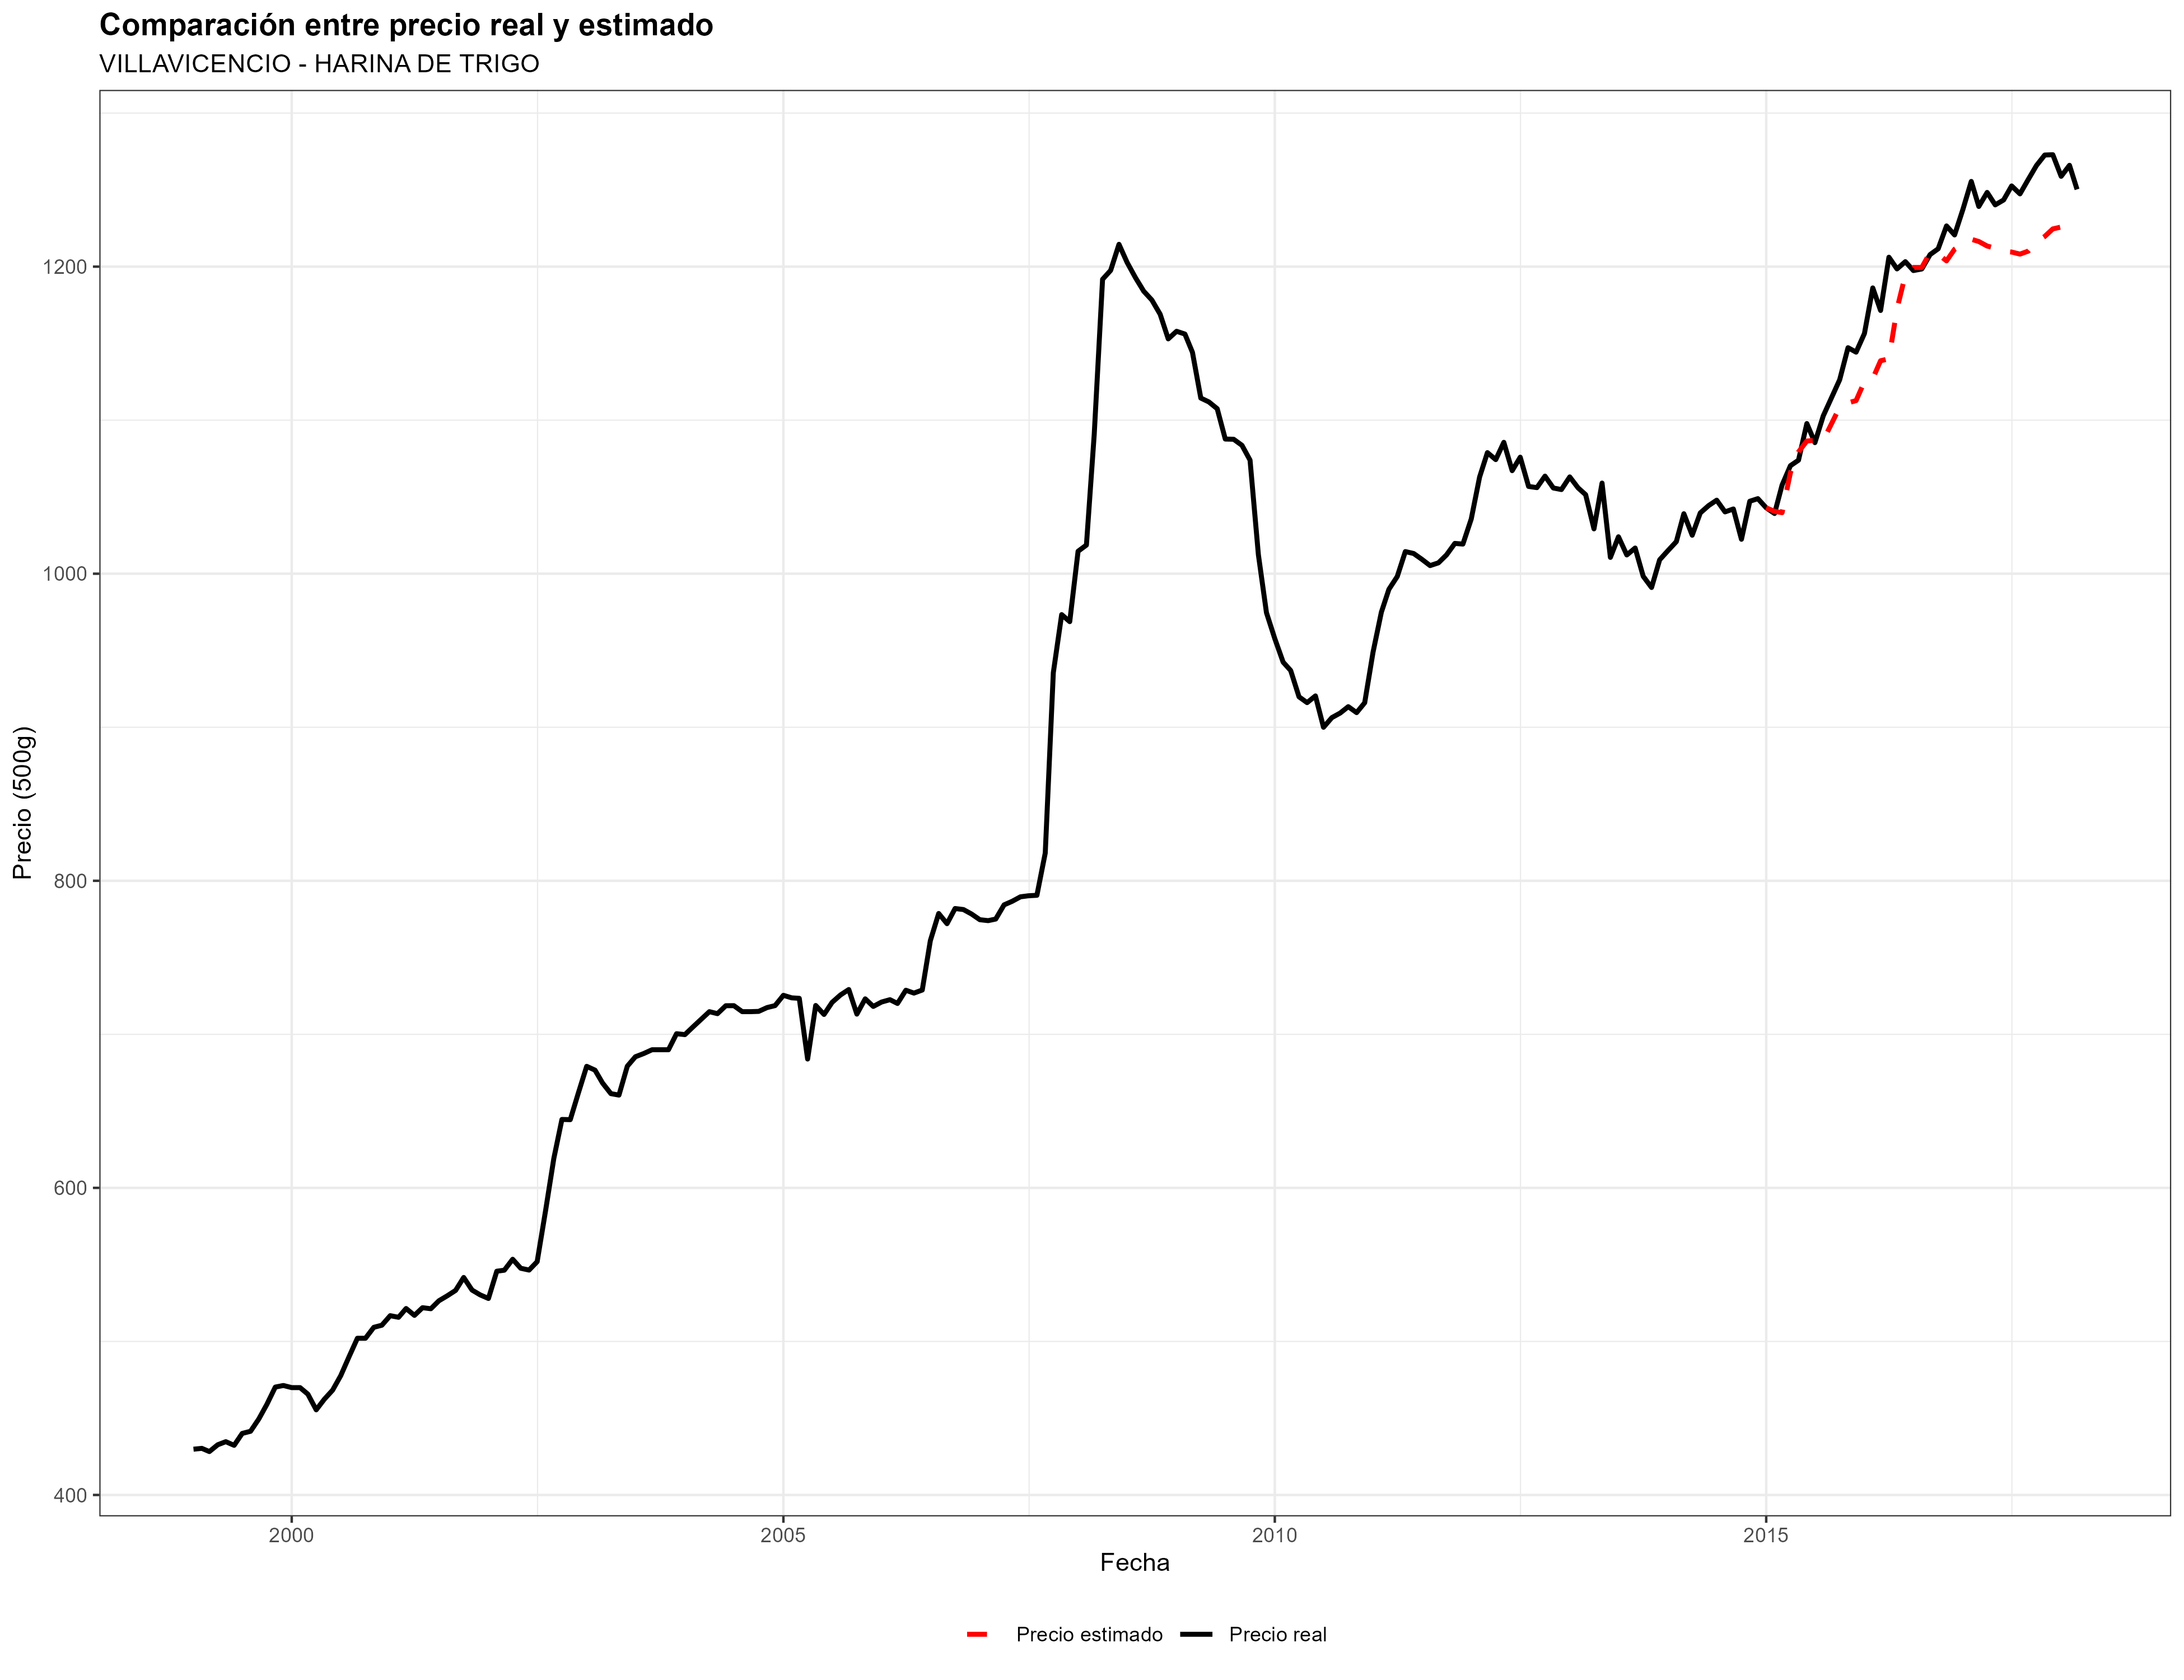 Comparación entre precio real y estimado
VILLAVICENCIO - HARINA DE TRIGO
Precio (500g)
1200
1000
800
600
400
2000 2005 2010 2015
Fecha
Precio estimado Precio real